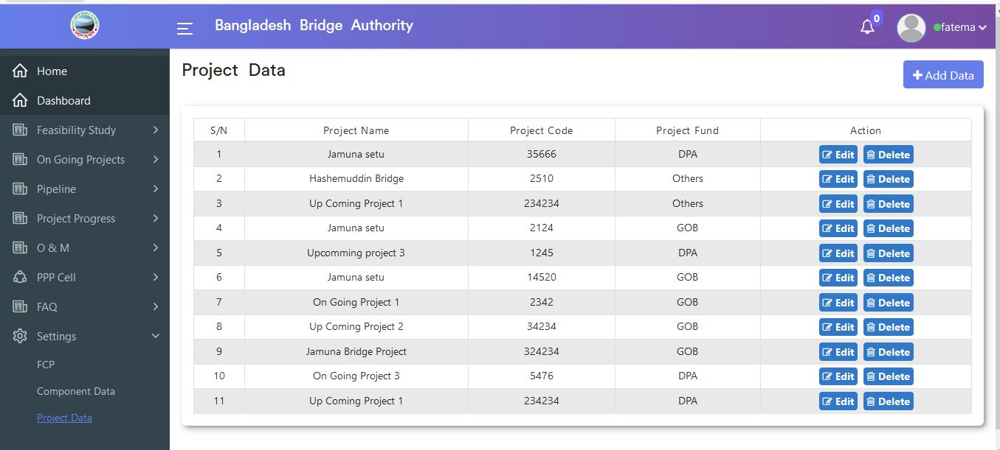 Bangladesh Bridge Authority
0
fatema
Home
Dashboard
Feasibility Study
On Going Projects
Pipeline
Project Progress
O & M
PPP Cell
FAQ
Settings
FCP
Component Data
Project Data
Project Data
Add Data
S/N Project Name Project Code Project Fund Action
1 Jamuna setu 35666 DPA Edit Delete
2 Hashemuddin Bridge 2510 Others Edit Delete
3 Up Coming Project 1 234234 Others Edit Delete
4 Jamuna setu 2124 GOB Edit Delete
5 Upcomming project 3 1245 DPA Edit Delete
6 Jamuna setu 14520 GOB Edit Delete
7 On Going Project 1 2342 GOB Edit Delete
8 Up Coming Project 2 34234 GOB Edit Delete
9 Jamuna Bridge Project 324234 GOB Edit Delete
10 On Going Project 3 5476 DPA Edit Delete
11 Up Coming Project 1 234234 DPA Edit Delete